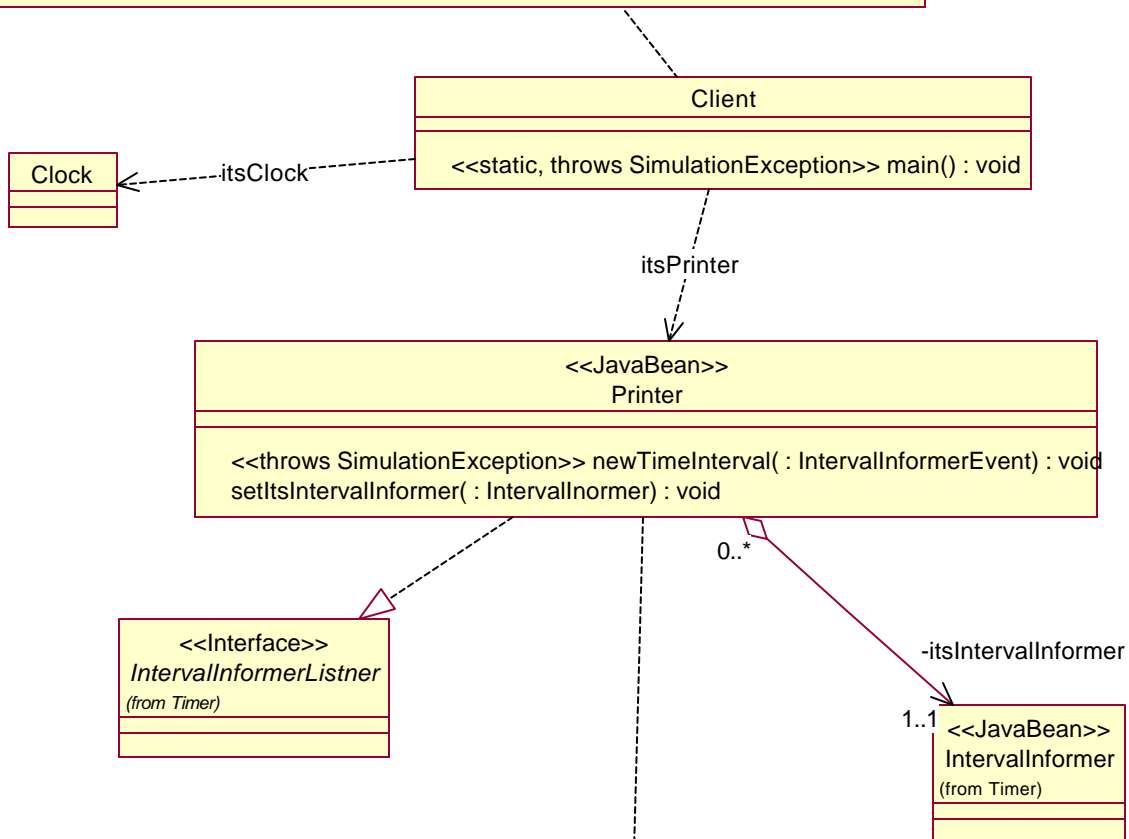 Client
<<static, throws SimulationException>> main() : void
Clock
itsClock
itsPrinter
<<JavaBean>>
Printer
<<throws SimulationException>> newTimeInterval( : IntervalInformerEvent) : void
setItsIntervalInformer( : IntervalInormer) : void
0..*
<<Interface>>
IntervalInformerListner
(from Timer)
-itsIntervalInformer
1..1
<<JavaBean>>
IntervalInformer
(from Timer)